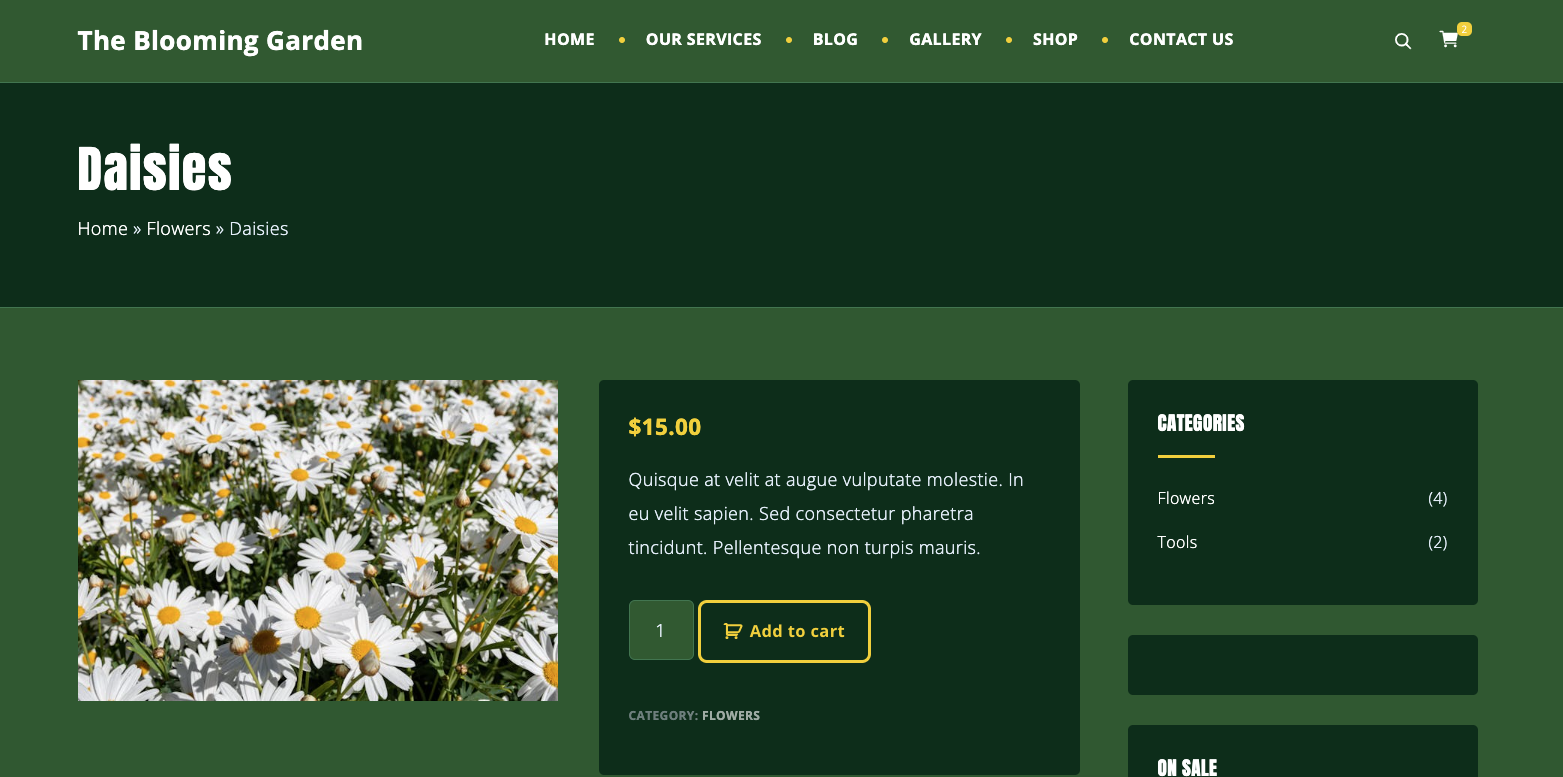 The Blooming Garden
HOME • OUR SERVICES • BLOG • GALLERY • SHOP • CONTACT US
2
Daisies
Home » Flowers » Daisies
$15.00
Quisque at velit at augue vulputate molestie. In
eu velit sapien. Sed consectetur pharetra
tincidunt. Pellentesque non turpis mauris.
1
Add to cart
CATEGORY: FLOWERS
CATEGORIES
Flowers (4)
Tools (2)
ON SALE